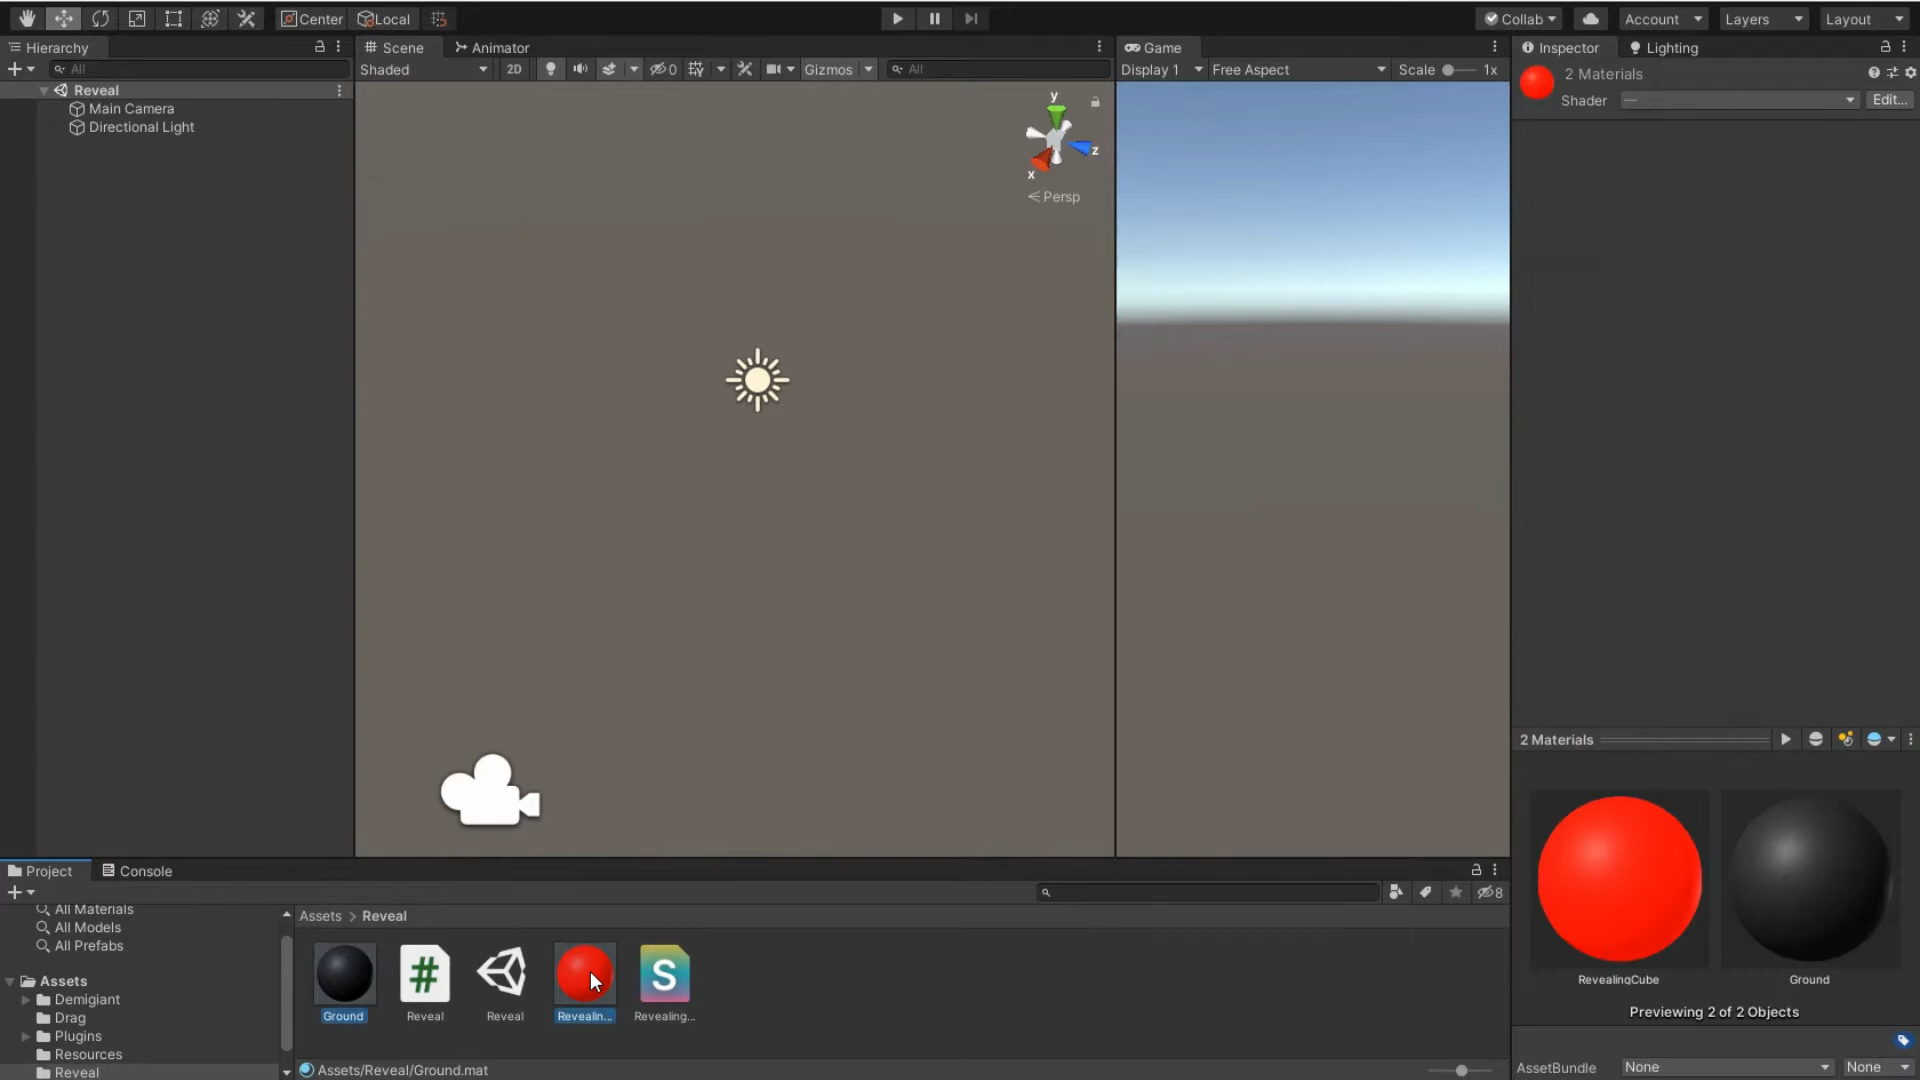 Center Local Collab Account Layers Layout
Hierarchy Scene Animator Game Inspector Lighting
All Shaded 2D 0 Gizmos All Display 1 Free Aspect Scale 1x
2 Materials
Shader — Edit...
Reveal
Main Camera
Directional Light
y
z
x
Persp
2 Materials
RevealingCube Ground
Previewing 2 of 2 Objects
AssetBundle None None
Project Console
8
All Materials
All Models
All Prefabs
Assets
Demigiant
Drag
Plugins
Resources
Reveal
Assets > Reveal
# S
Ground Reveal Reveal Revealin... Revealing...
Assets/Reveal/Ground.mat